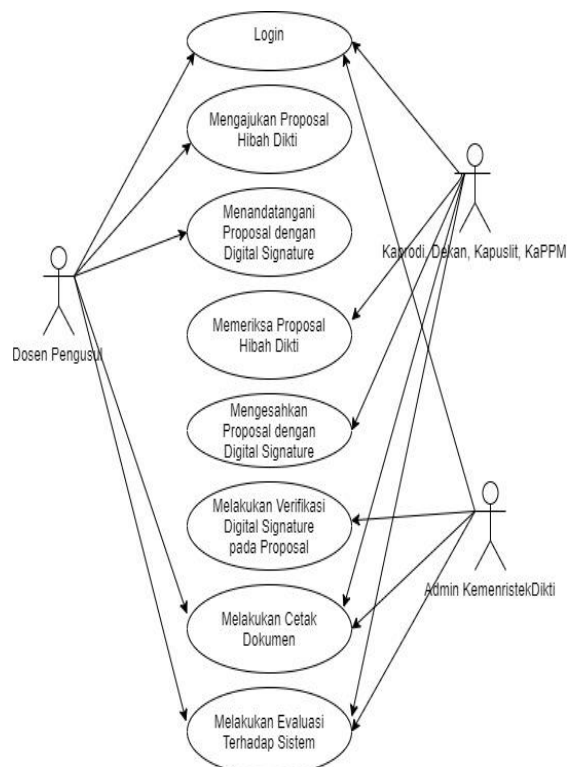 Login
Mengajukan Proposal
Hibah Dikti
Menandatangani
Proposal dengan
Digital Signature
Kaprodi, Dekan, Kapuslit, KaPPM
Dosen Pengusul
Memeriksa Proposal
Hibah Dikti
Mengesahkan
Proposal dengan
Digital Signature
Melakukan Verifikasi
Digital Signature
pada Proposal
Admin KemenristekDikti
Melakukan Cetak
Dokumen
Melakukan Evaluasi
Terhadap Sistem